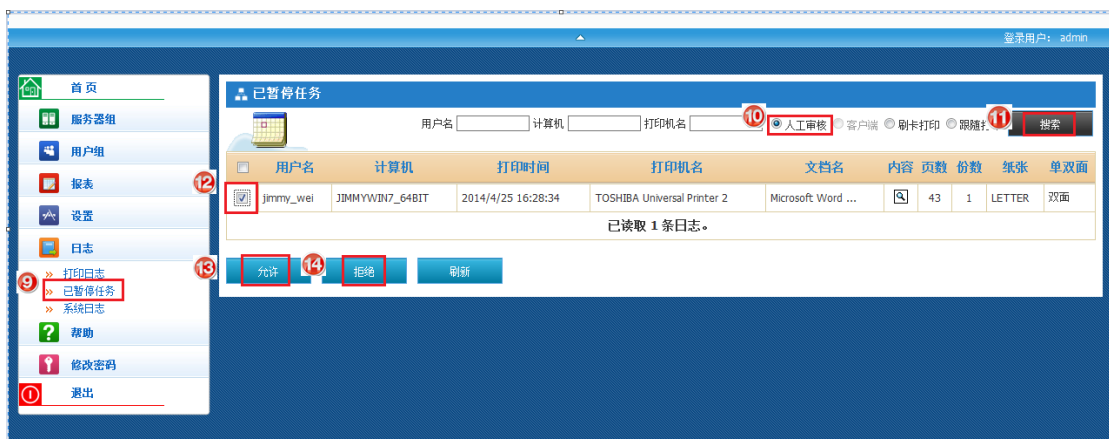 登录用户： admin
首 页
服务器组
用户组
报表
设置
日志
打印日志
⑨
已暂停任务
系统日志
帮助
修改密码
退出
已暂停任务
用户名 计算机 打印机名 ⑩ 人工审核 客户端 刷卡打印 跟随打 ⑪ 搜索
用户名 计算机 打印时间 打印机名 文档名 内容 页数 份数 纸张 单双面
⑫ jimmy_wei JIMMYWIN7_64BIT 2014/4/25 16:28:34 TOSHIBA Universal Printer 2 Microsoft Word ... 43 1 LETTER 双面
已读取 1 条日志。
⑬ 允许 ⑭ 拒绝 刷新